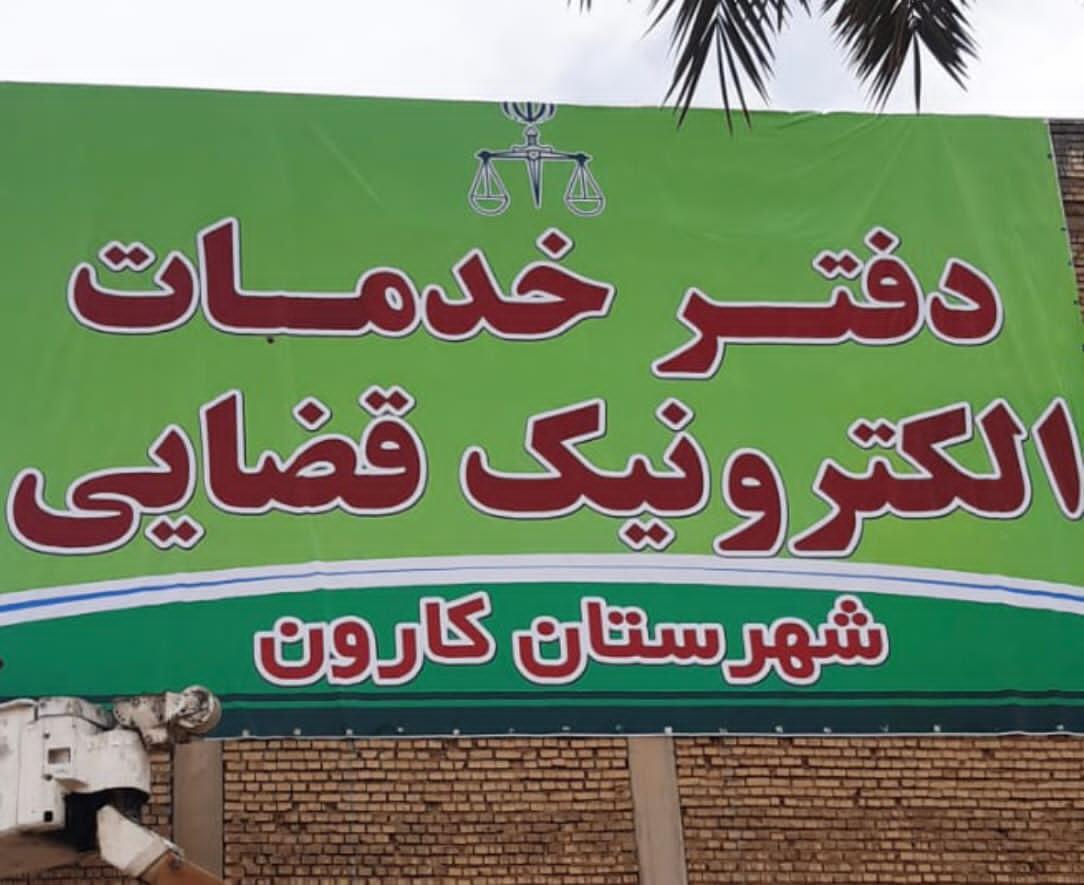 دفتر خدمات
الکترونیک قضایی
شهرستان کارون